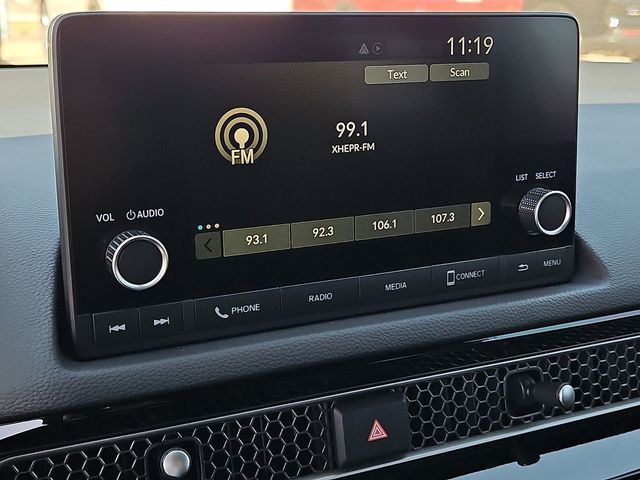 11:19
Text Scan
99.1
XHEPR-FM
FM
LIST SELECT
VOL AUDIO
93.1 92.3 106.1 107.3
PHONE RADIO MEDIA CONNECT MENU